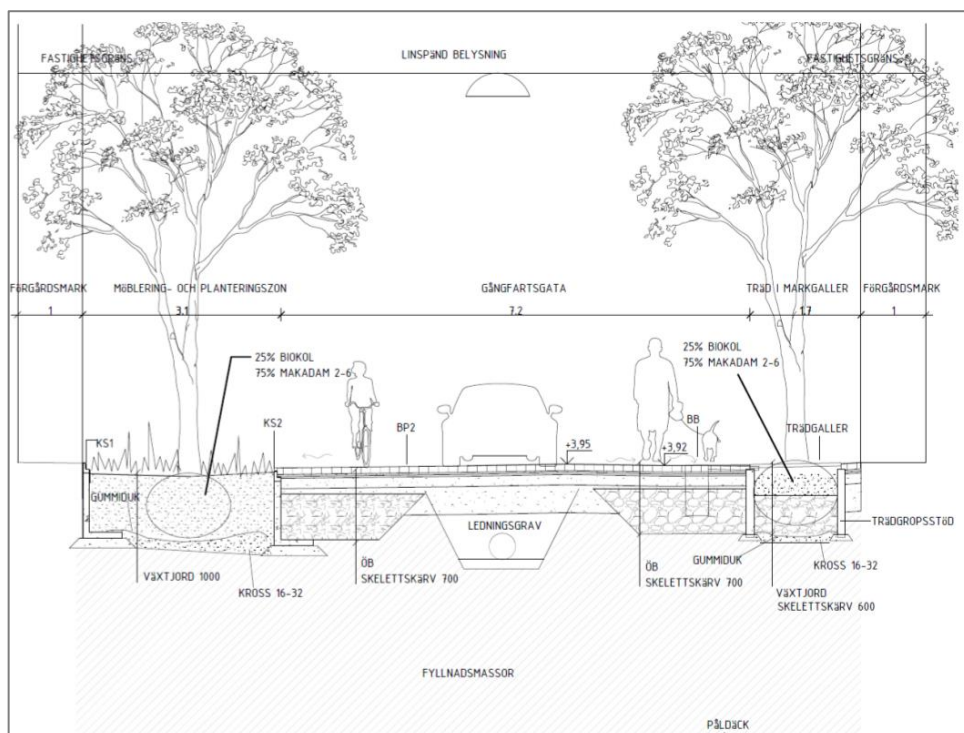 FASTIGHETSGRÄNS
LINSPÄND BELYSNING
FASTIGHETSGRÄNS
FÖRGÅRDSMARK
MÖBLERING- OCH PLANTERINGSZON
GÅNGFARTSGATA
TRÄD I MARKGALLER
FÖRGÅRDSMARK
1
3.1
7.2
1.7
1
25% BIOKOL
75% MAKADAM 2-6
25% BIOKOL
75% MAKADAM 2-6
KS1
KS2
BP2
+3,95
+3,92
BB
TRÄDGALLER
GUMMIDUK
LEDNINGSGRAV
TRÄDGROPSSTÖD
VÄXTJORD 1000
KROSS 16-32
ÖB
SKELETTSKÄRV 700
ÖB
SKELETTSKÄRV 700
GUMMIDUK
KROSS 16-32
VÄXTJORD
SKELETTSKÄRV 600
FYLLNADSMASSOR
PÅLDÄCK